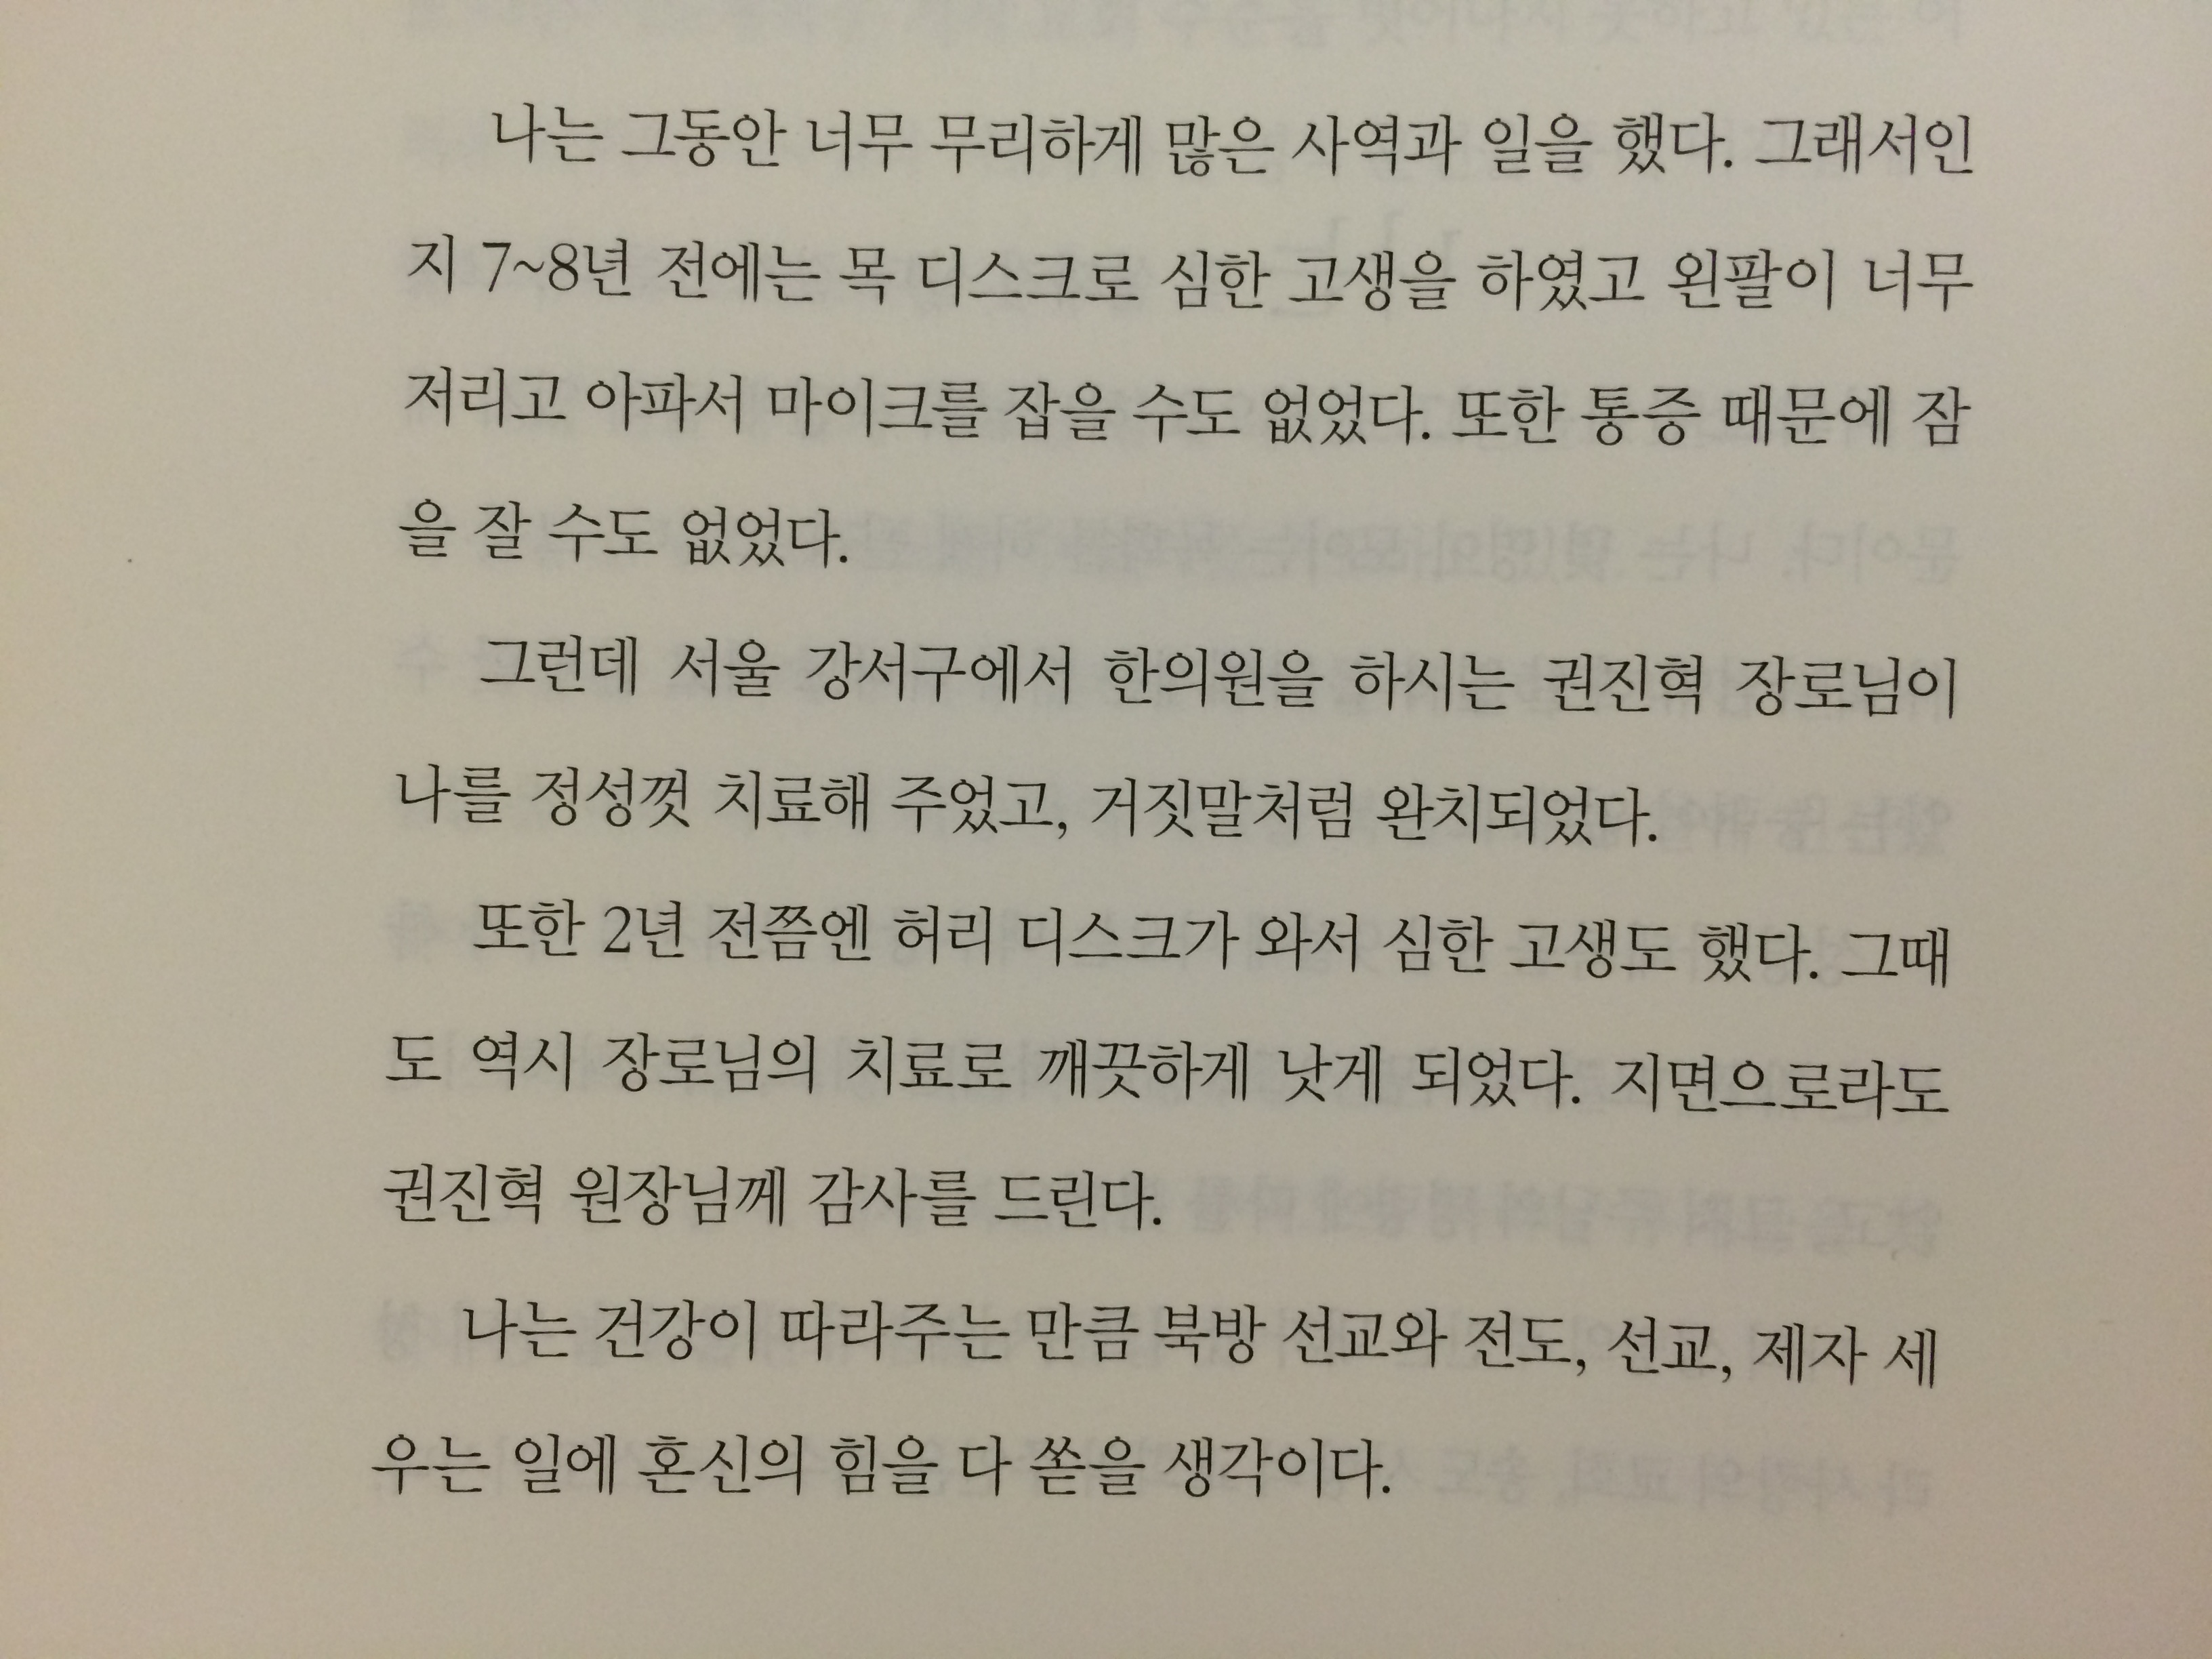 나는 그동안 너무 무리하게 많은 사역과 일을 했다. 그래서인
지 7~8년 전에는 목 디스크로 심한 고생을 하였고 왼팔이 너무
저리고 아파서 마이크를 잡을 수도 없었다. 또한 통증 때문에 잠
을 잘 수도 없었다.
그런데 서울 강서구에서 한의원을 하시는 권진혁 장로님이
나를 정성껏 치료해 주었고, 거짓말처럼 완치되었다.
또한 2년 전쯤엔 허리 디스크가 와서 심한 고생도 했다. 그때
도 역시 장로님의 치료로 깨끗하게 낫게 되었다. 지면으로라도
권진혁 원장님께 감사를 드린다.
나는 건강이 따라주는 만큼 북방 선교와 전도, 선교, 제자 세
우는 일에 혼신의 힘을 다 쏟을 생각이다.